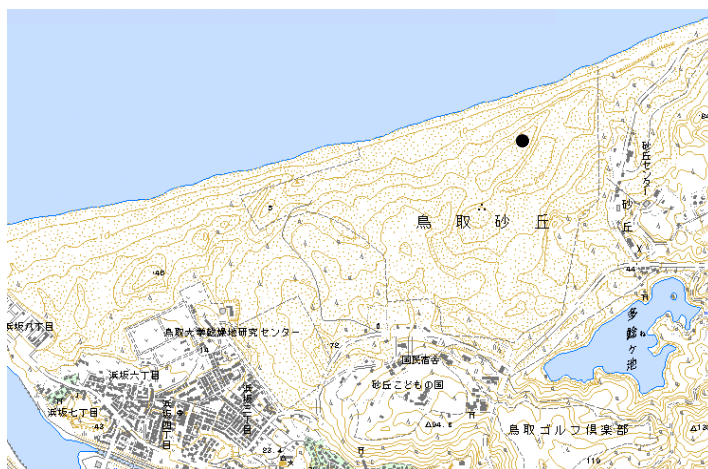 砂丘センター
砂丘
鳥取砂丘
46
44
多鯰ヶ池
浜坂八丁目
鳥取大学乾燥地研究センター
14
72
国民宿舎
砂丘こどもの国
浜坂六丁目
浜坂七丁目
浜坂四丁目
浜坂三丁目
43
94.8
23.2
鳥取ゴルフ倶楽部
119